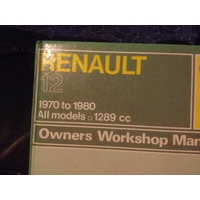 RENAULT
12
1970 to 1980
All models □ 1289 cc
Owners Workshop Man